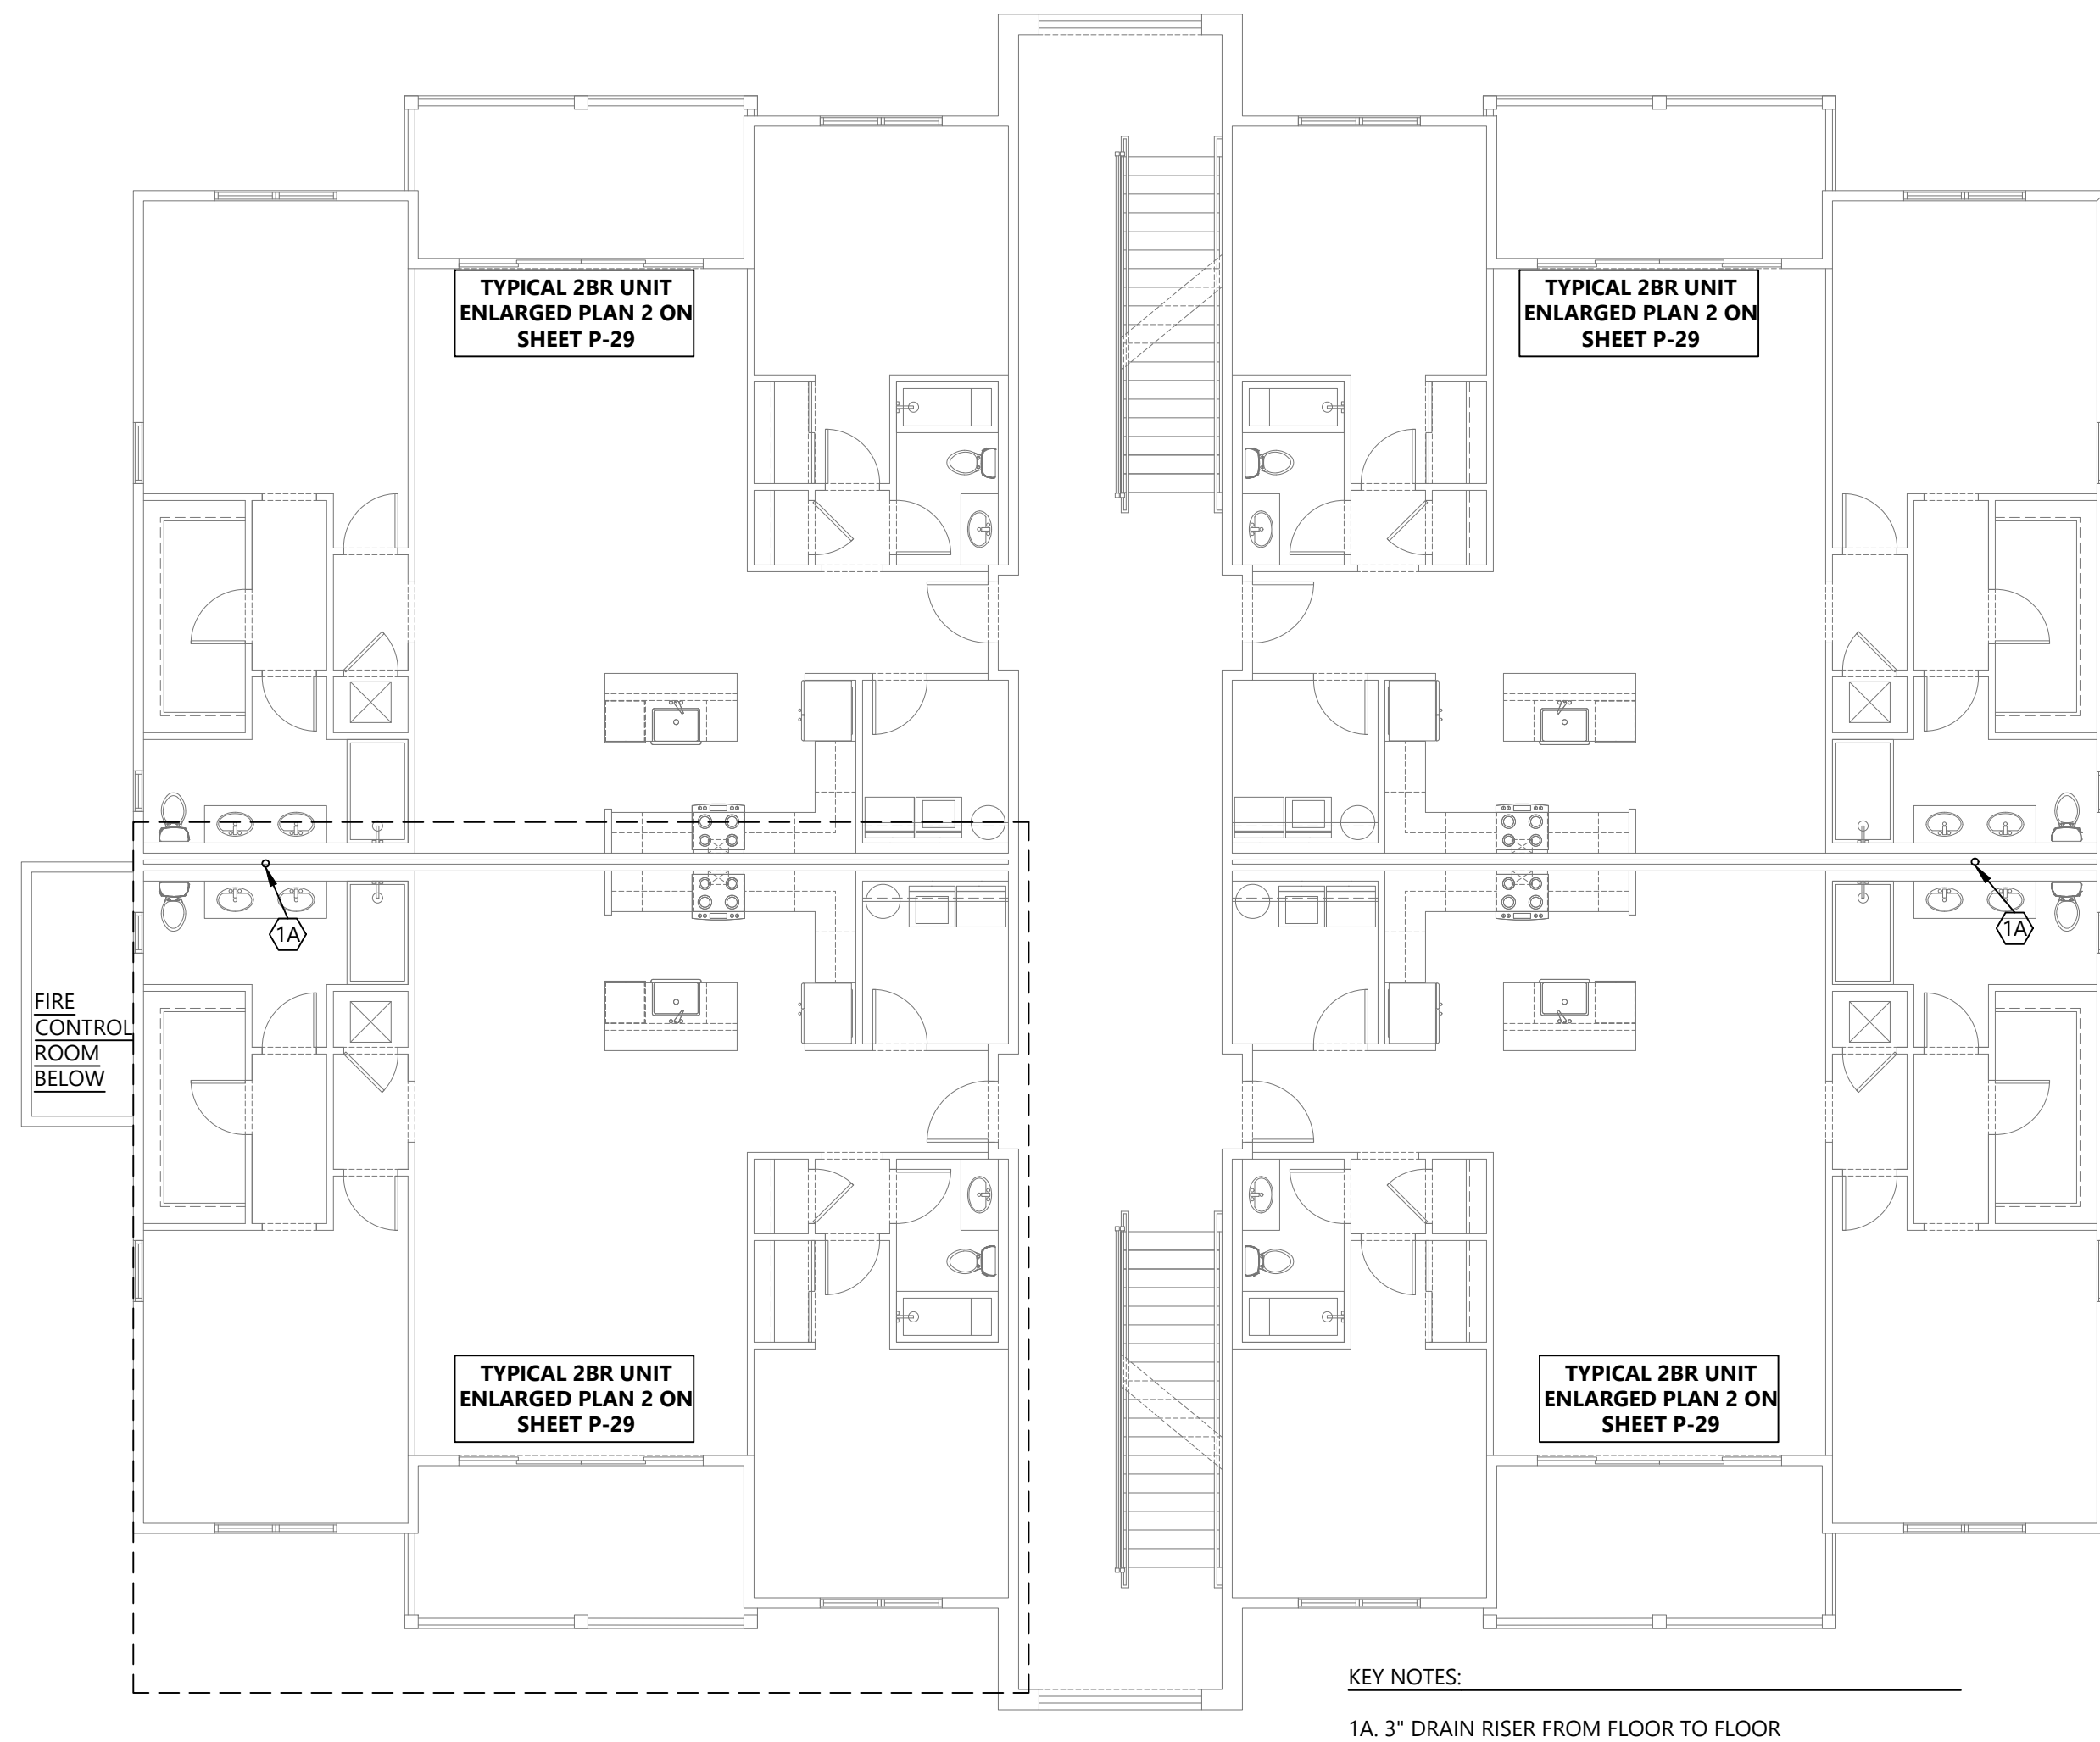 TYPICAL 2BR UNIT
ENLARGED PLAN 2 ON
SHEET P-29
TYPICAL 2BR UNIT
ENLARGED PLAN 2 ON
SHEET P-29
1A
1A
FIRE
CONTROL
ROOM
BELOW
TYPICAL 2BR UNIT
ENLARGED PLAN 2 ON
SHEET P-29
TYPICAL 2BR UNIT
ENLARGED PLAN 2 ON
SHEET P-29
KEY NOTES:
1A. 3" DRAIN RISER FROM FLOOR TO FLOOR